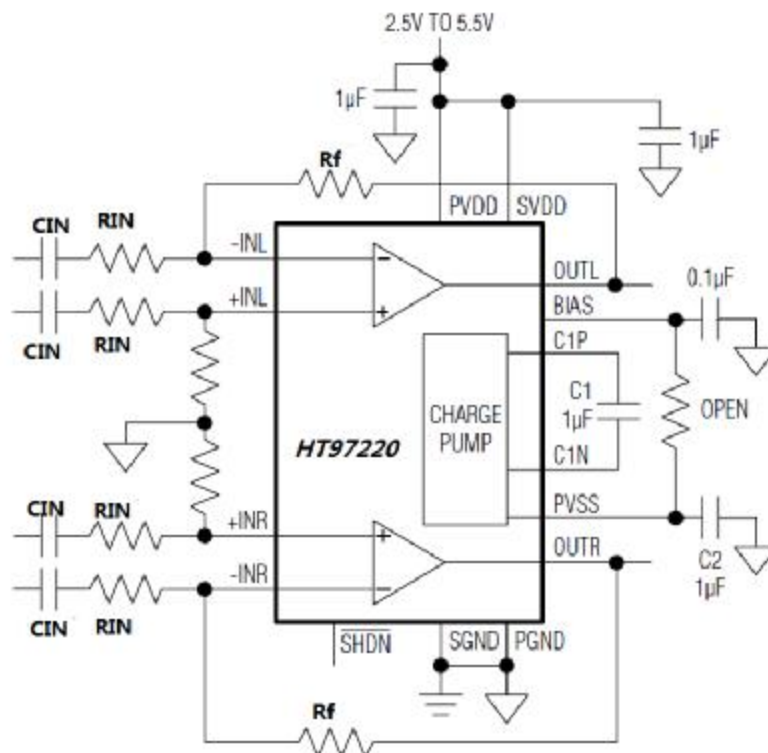 2.5V TO 5.5V
1µF
1µF
Rf
PVDD
SVDD
CIN
RIN
-INL
OUTL
0.1µF
+INL
BIAS
CIN
RIN
C1P
C1
1µF
OPEN
CHARGE
PUMP
HT97220
C1N
CIN
RIN
+INR
PVSS
OUTR
-INR
C2
1µF
CIN
RIN
SHDN
SGND
PGND
Rf